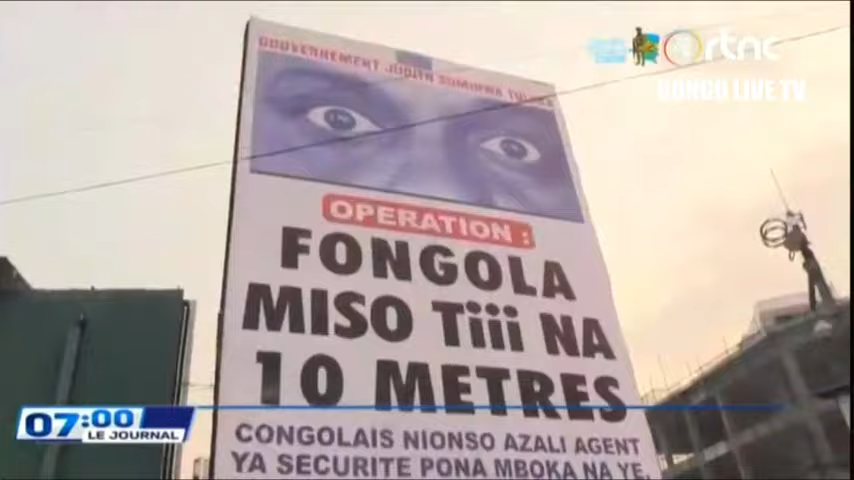 rtnc
CONGO LIVE TV
GOUVERNEMENT JUDITH SUMINWA TULUKA
OPERATION :
FONGOLA
MISO Tiii NA
10 METRES
CONGOLAIS NIONSO AZALI AGENT
YA SECURITE PONA MBOKA NA YE.
07:00
LE JOURNAL